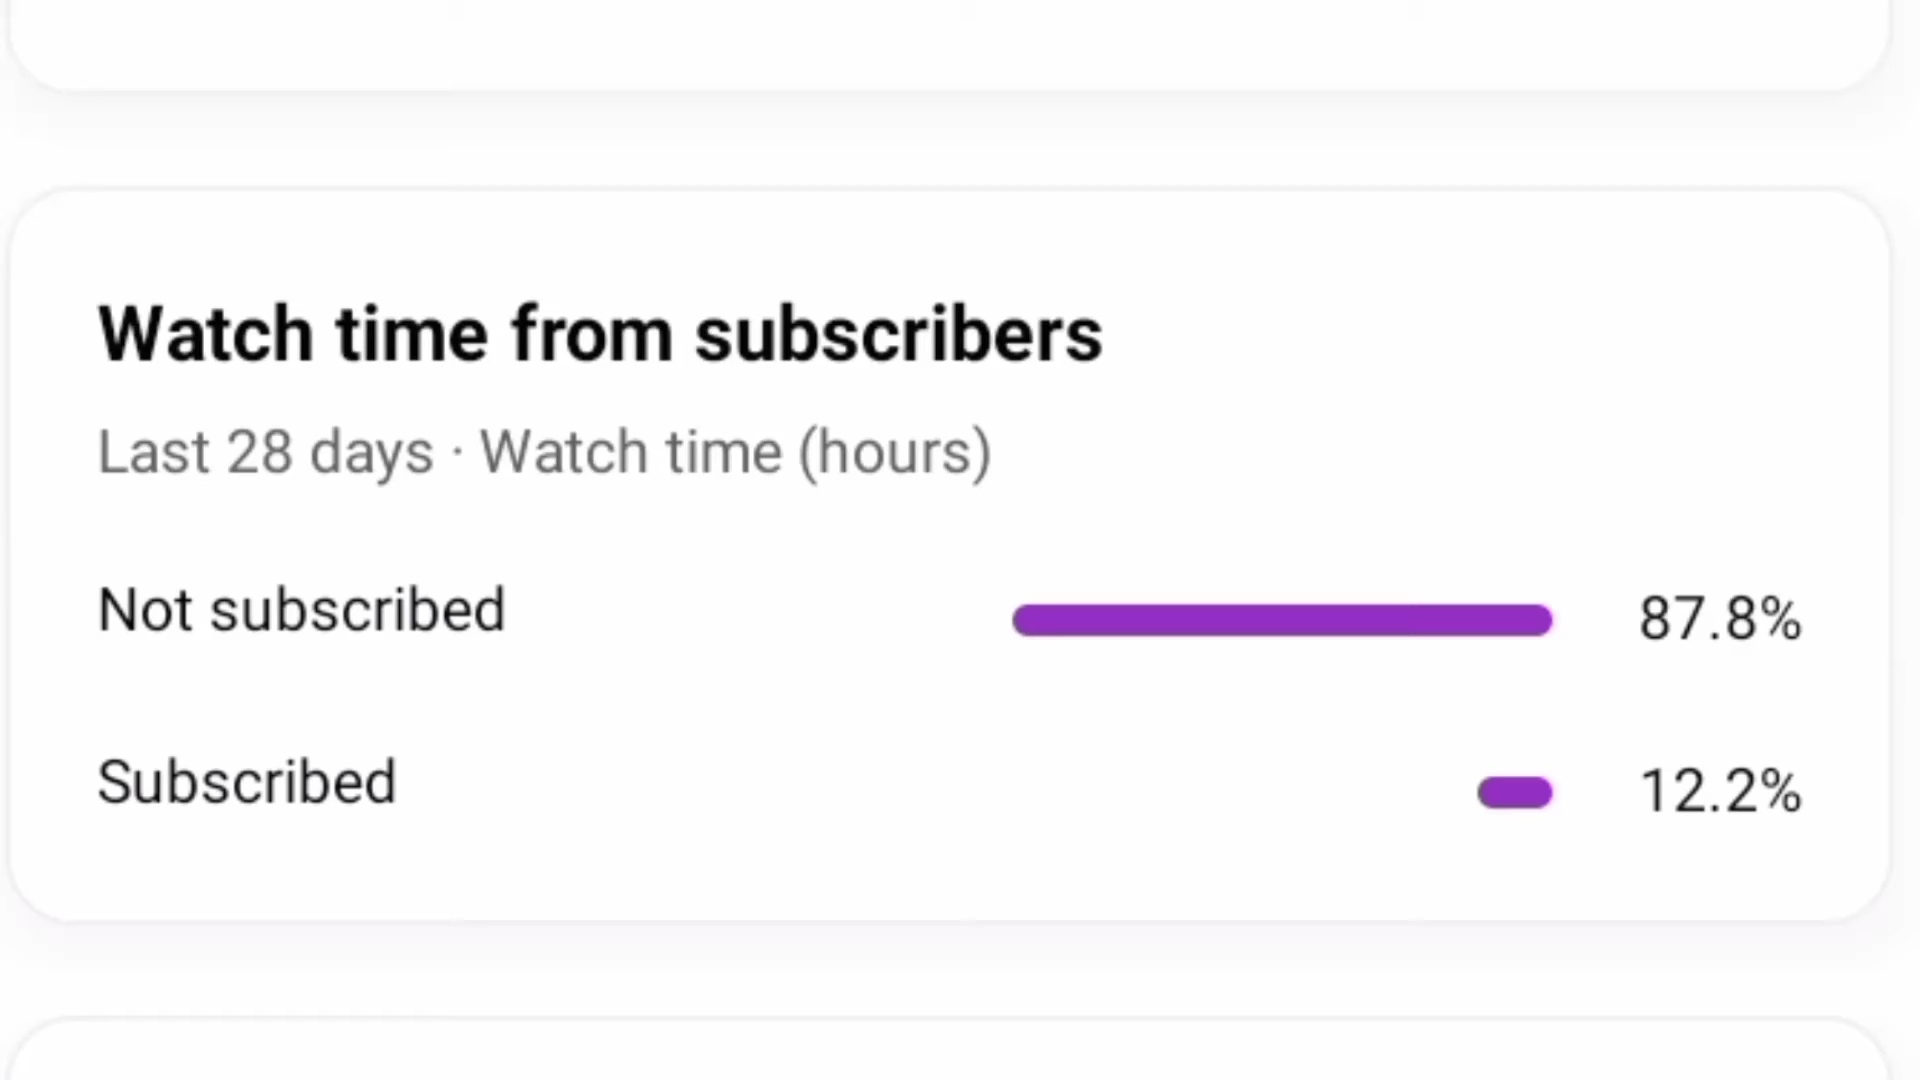 Watch time from subscribers
Last 28 days · Watch time (hours)
Not subscribed 87.8%
Subscribed 12.2%